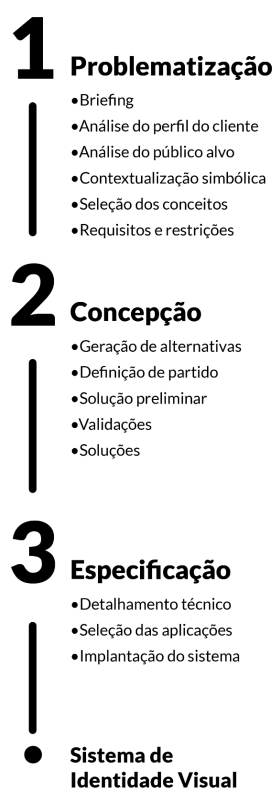 1
Problematização
•Briefing
•Análise do perfil do cliente
•Análise do público alvo
•Contextualização simbólica
•Seleção dos conceitos
•Requisitos e restrições
2
Concepção
•Geração de alternativas
•Definição de partido
•Solução preliminar
•Validações
•Soluções
3
Especificação
•Detalhamento técnico
•Seleção das aplicações
•Implantação do sistema
Sistema de
Identidade Visual